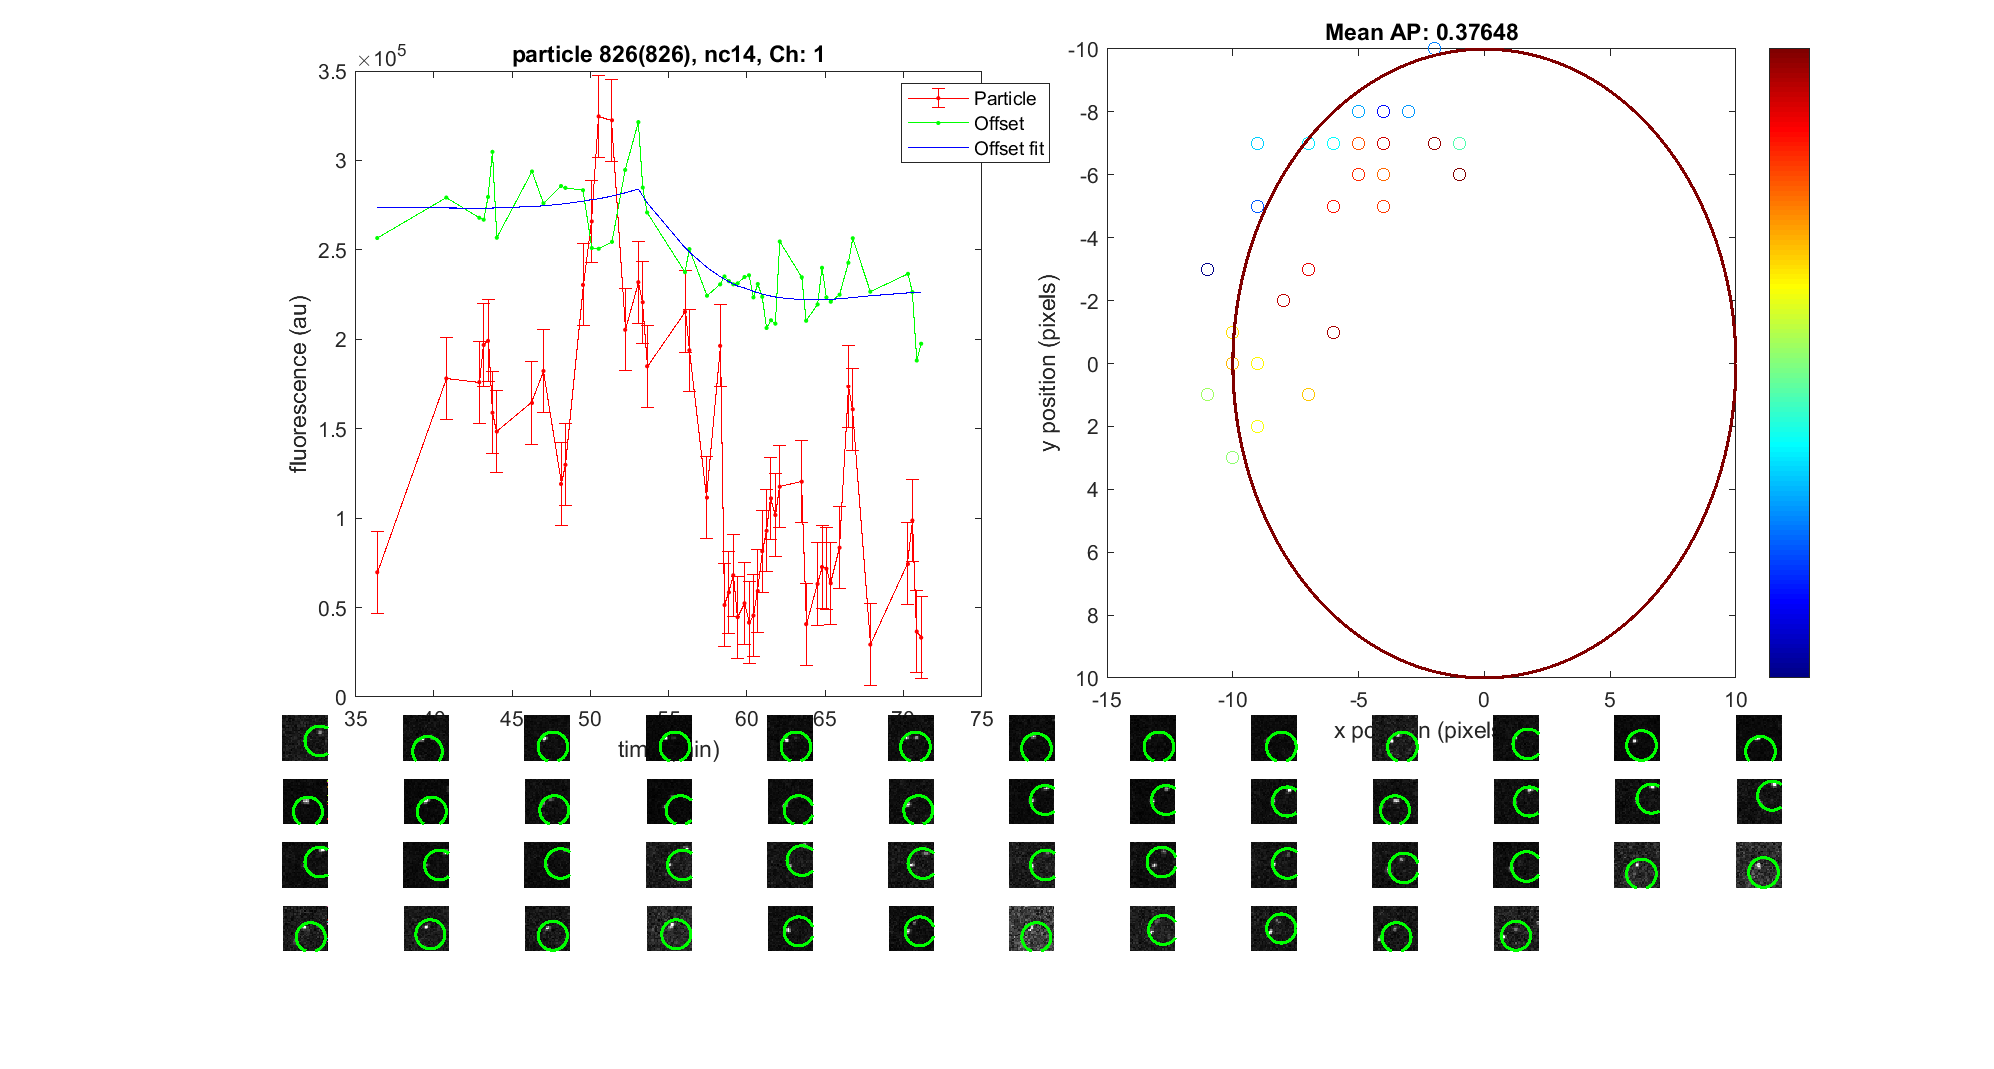 particle 826(826), nc14, Ch: 1
×10^5
3.5
3
2.5
2
1.5
1
0.5
0
fluorescence (au)
35 45 50 60 65 75
Particle
Offset
Offset fit
Mean AP: 0.37648
-10
-8
-6
-4
-2
0
2
4
6
8
10
y position (pixels)
-15 -10 -5 0 5 10